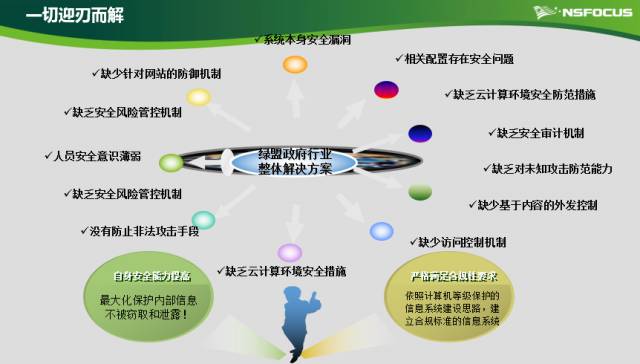 一切迎刃而解
NSFOCUS
✓系统本身安全漏洞
✓相关配置存在安全问题
✓缺少针对网站的防御机制
✓缺乏云计算环境安全防范措施
✓缺乏安全风险管控机制
✓缺乏安全审计机制
✓人员安全意识薄弱
绿盟政府行业
整体解决方案
✓缺乏对未知攻击防范能力
✓缺乏安全风险管控机制
✓缺少基于内容的外发控制
✓没有防止非法攻击手段
✓缺少访问控制机制
✓缺乏云计算环境安全措施
自身安全能力提高
最大化保护内部信息
不被窃取和泄露！
严格满足合规性要求
依照计算机等级保护的
信息系统建设思路，建
立合规标准的信息系统